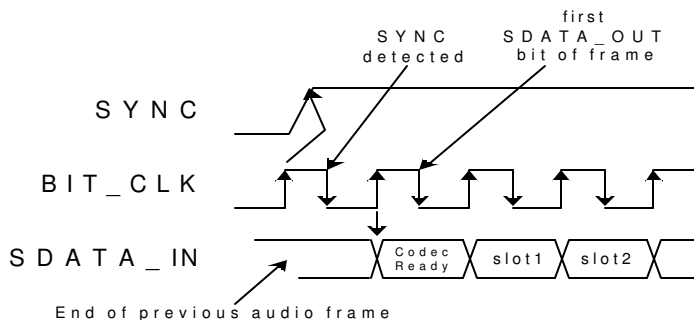 first
SYNC
detected
SDATA_OUT
bit of frame
SYNC
BIT_CLK
SDATA_IN
Codec
Ready
slot1
slot2
End of previous audio frame